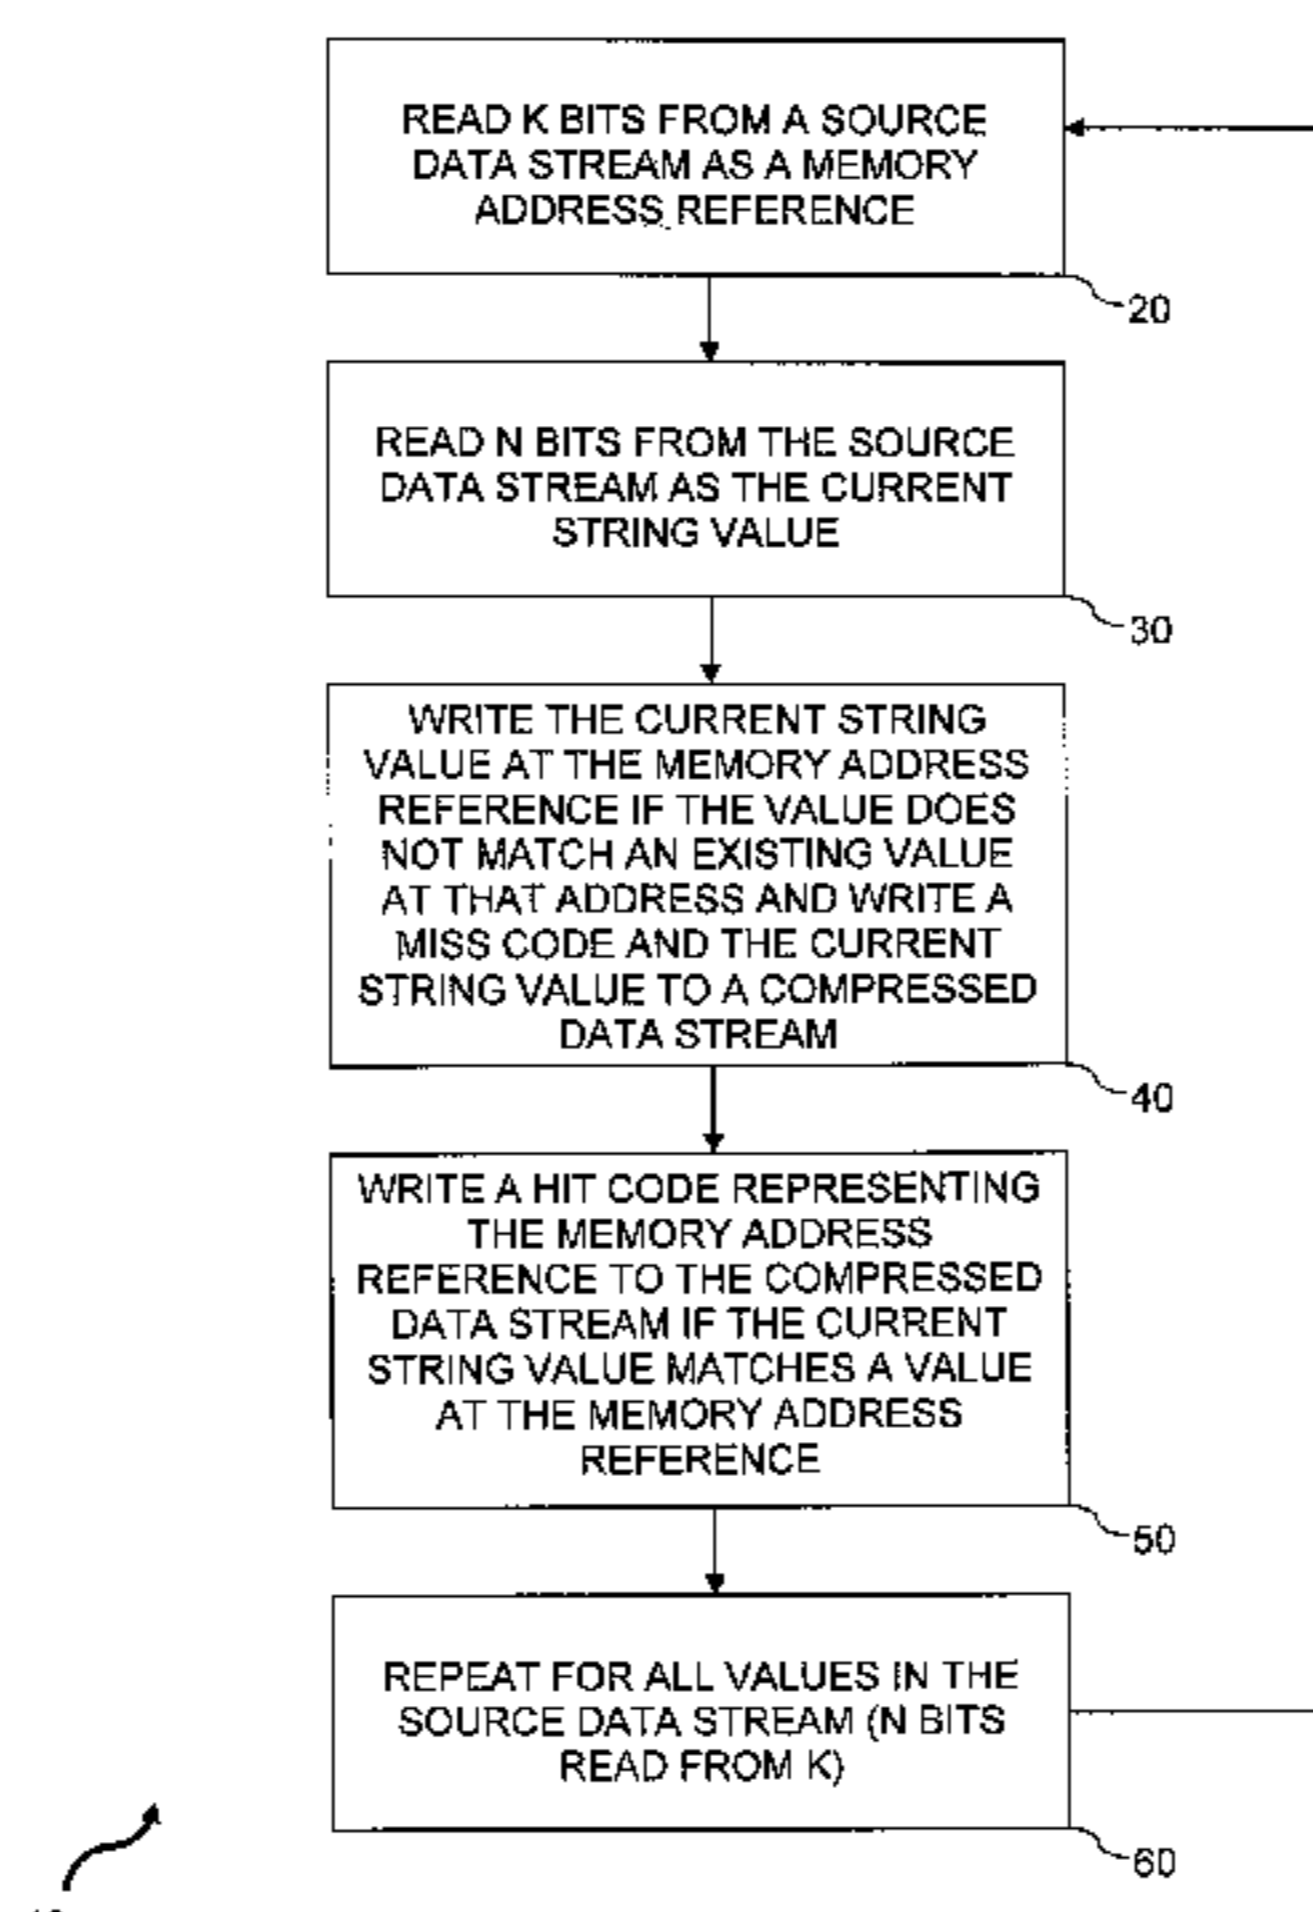 READ K BITS FROM A SOURCE
DATA STREAM AS A MEMORY
ADDRESS REFERENCE
20
READ N BITS FROM THE SOURCE
DATA STREAM AS THE CURRENT
STRING VALUE
30
WRITE THE CURRENT STRING
VALUE AT THE MEMORY ADDRESS
REFERENCE IF THE VALUE DOES
NOT MATCH AN EXISTING VALUE
AT THAT ADDRESS AND WRITE A
MISS CODE AND THE CURRENT
STRING VALUE TO A COMPRESSED
DATA STREAM
40
WRITE A HIT CODE REPRESENTING
THE MEMORY ADDRESS
REFERENCE TO THE COMPRESSED
DATA STREAM IF THE CURRENT
STRING VALUE MATCHES A VALUE
AT THE MEMORY ADDRESS
REFERENCE
50
REPEAT FOR ALL VALUES IN THE
SOURCE DATA STREAM (N BITS
READ FROM K)
60